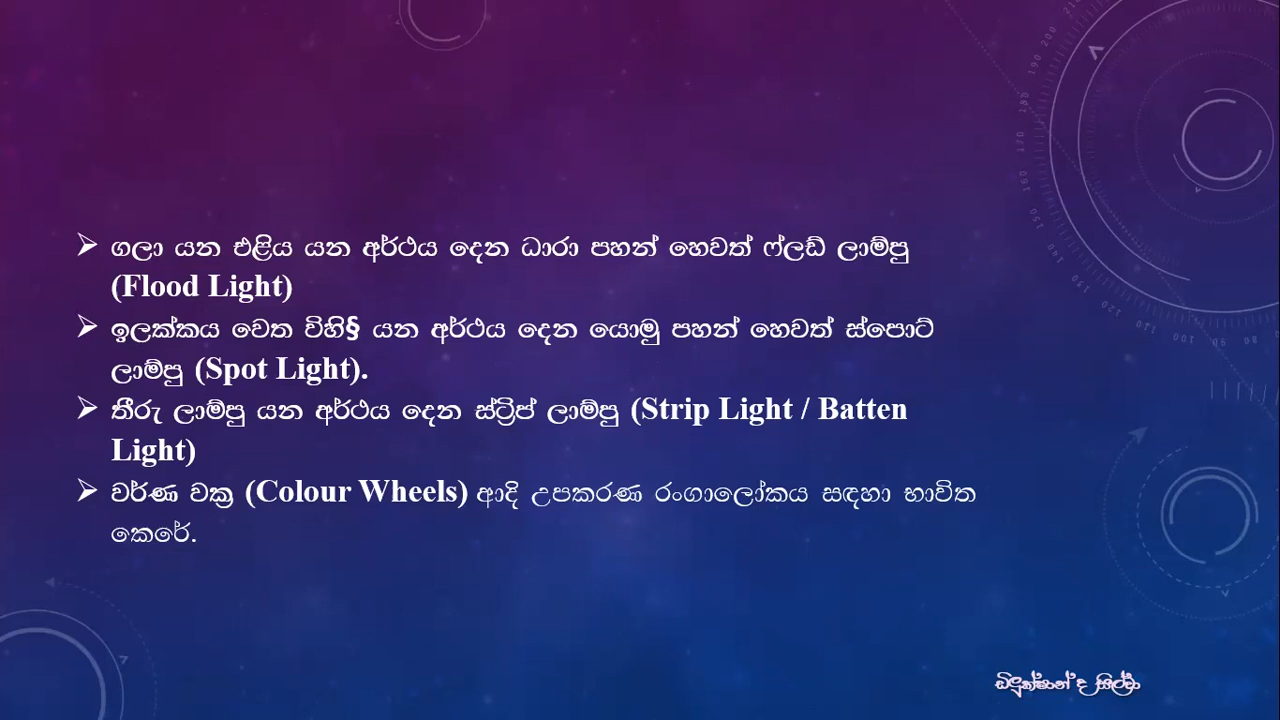 ➢ ගලා යන එළිය යන අර්ථය දෙන ධාරා පහන් හෙවත් ෆ්ලඩ් ලාම්පු
(Flood Light)
➢ ඉලක්කය වෙත විහි§ යන අර්ථය දෙන යොමු පහන් හෙවත් ස්පොට්
ලාම්පු (Spot Light).
➢ තීරු ලාම්පු යන අර්ථය දෙන ස්ට්‍රිප් ලාම්පු (Strip Light / Batten
Light)
➢ වර්ණ චක්‍ර (Colour Wheels) ආදි උපකරණ රංගාලෝකය සඳහා භාවිත
කෙරේ.
ඩිලුක්ෂාන් ද සිල්වා